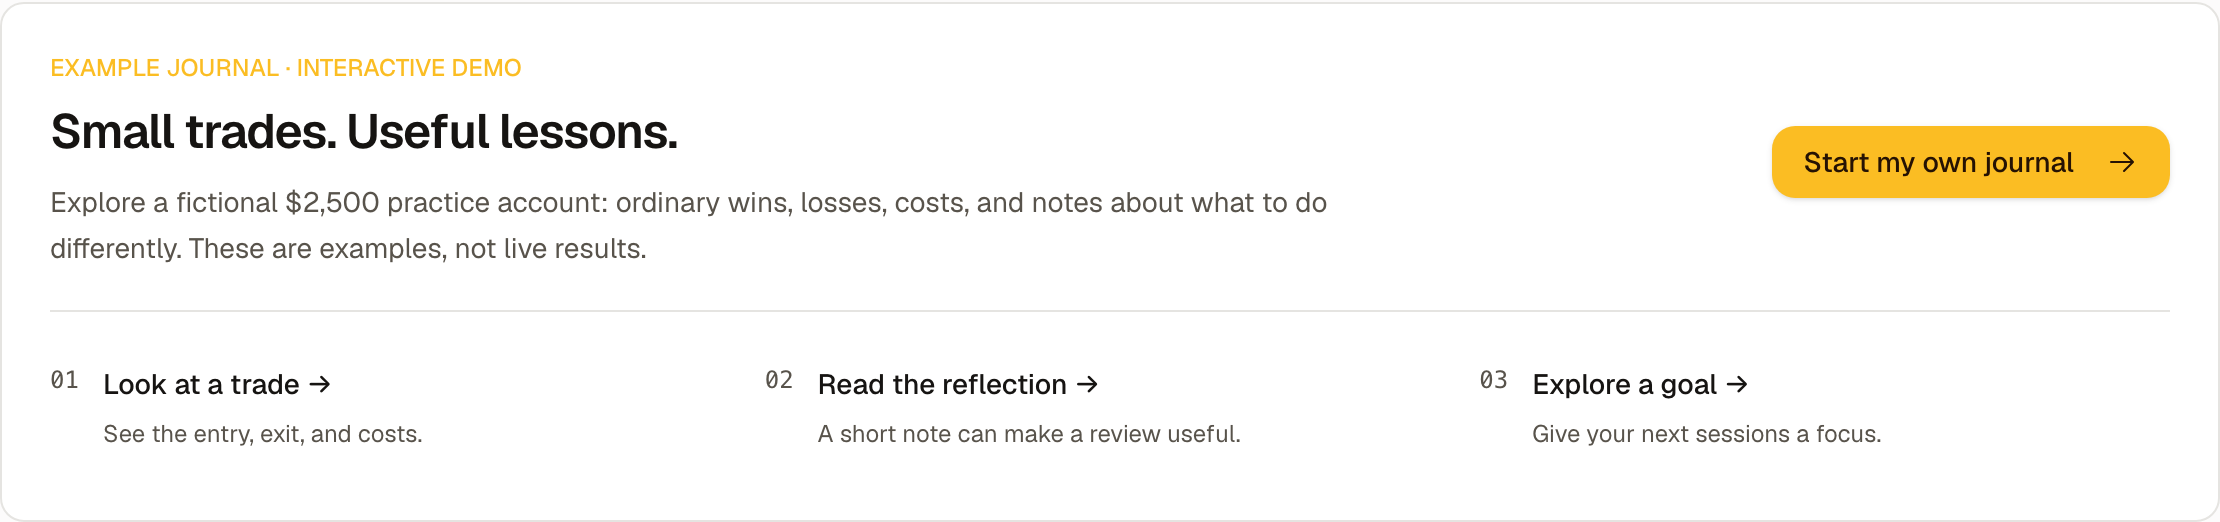 EXAMPLE JOURNAL · INTERACTIVE DEMO
Small trades. Useful lessons.
Explore a fictional $2,500 practice account: ordinary wins, losses, costs, and notes about what to do
differently. These are examples, not live results.
Start my own journal →
01 Look at a trade →
See the entry, exit, and costs.
02 Read the reflection →
A short note can make a review useful.
03 Explore a goal →
Give your next sessions a focus.